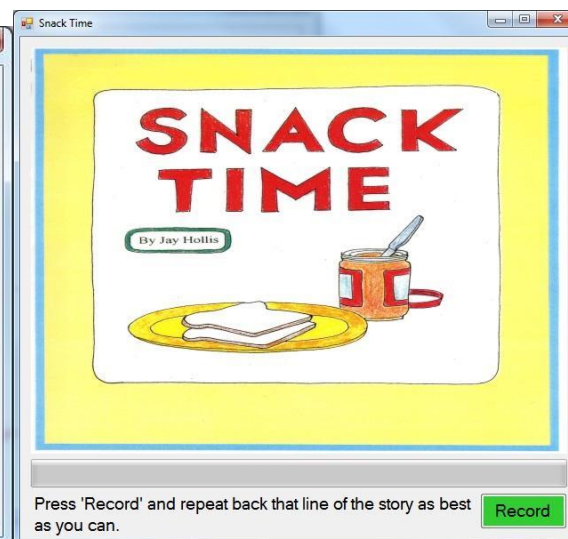 Snack Time
SNACK
TIME
By Jay Hollis
Press 'Record' and repeat back that line of the story as best
as you can.
Record